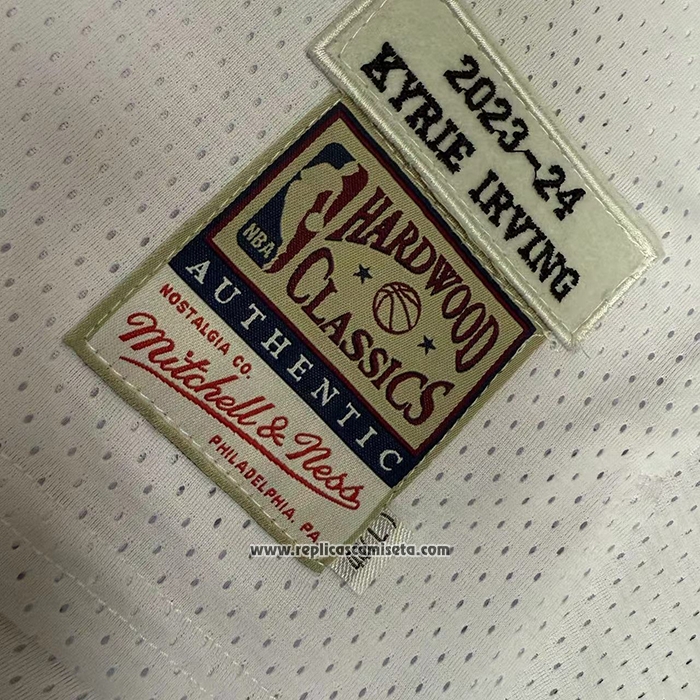 2023-24
KYRIE IRVING
NBA
HARDWOOD
CLASSICS
AUTHENTIC
NOSTALGIA CO.
Mitchell & Ness
PHILADELPHIA, PA
www.replicascamiseta.com